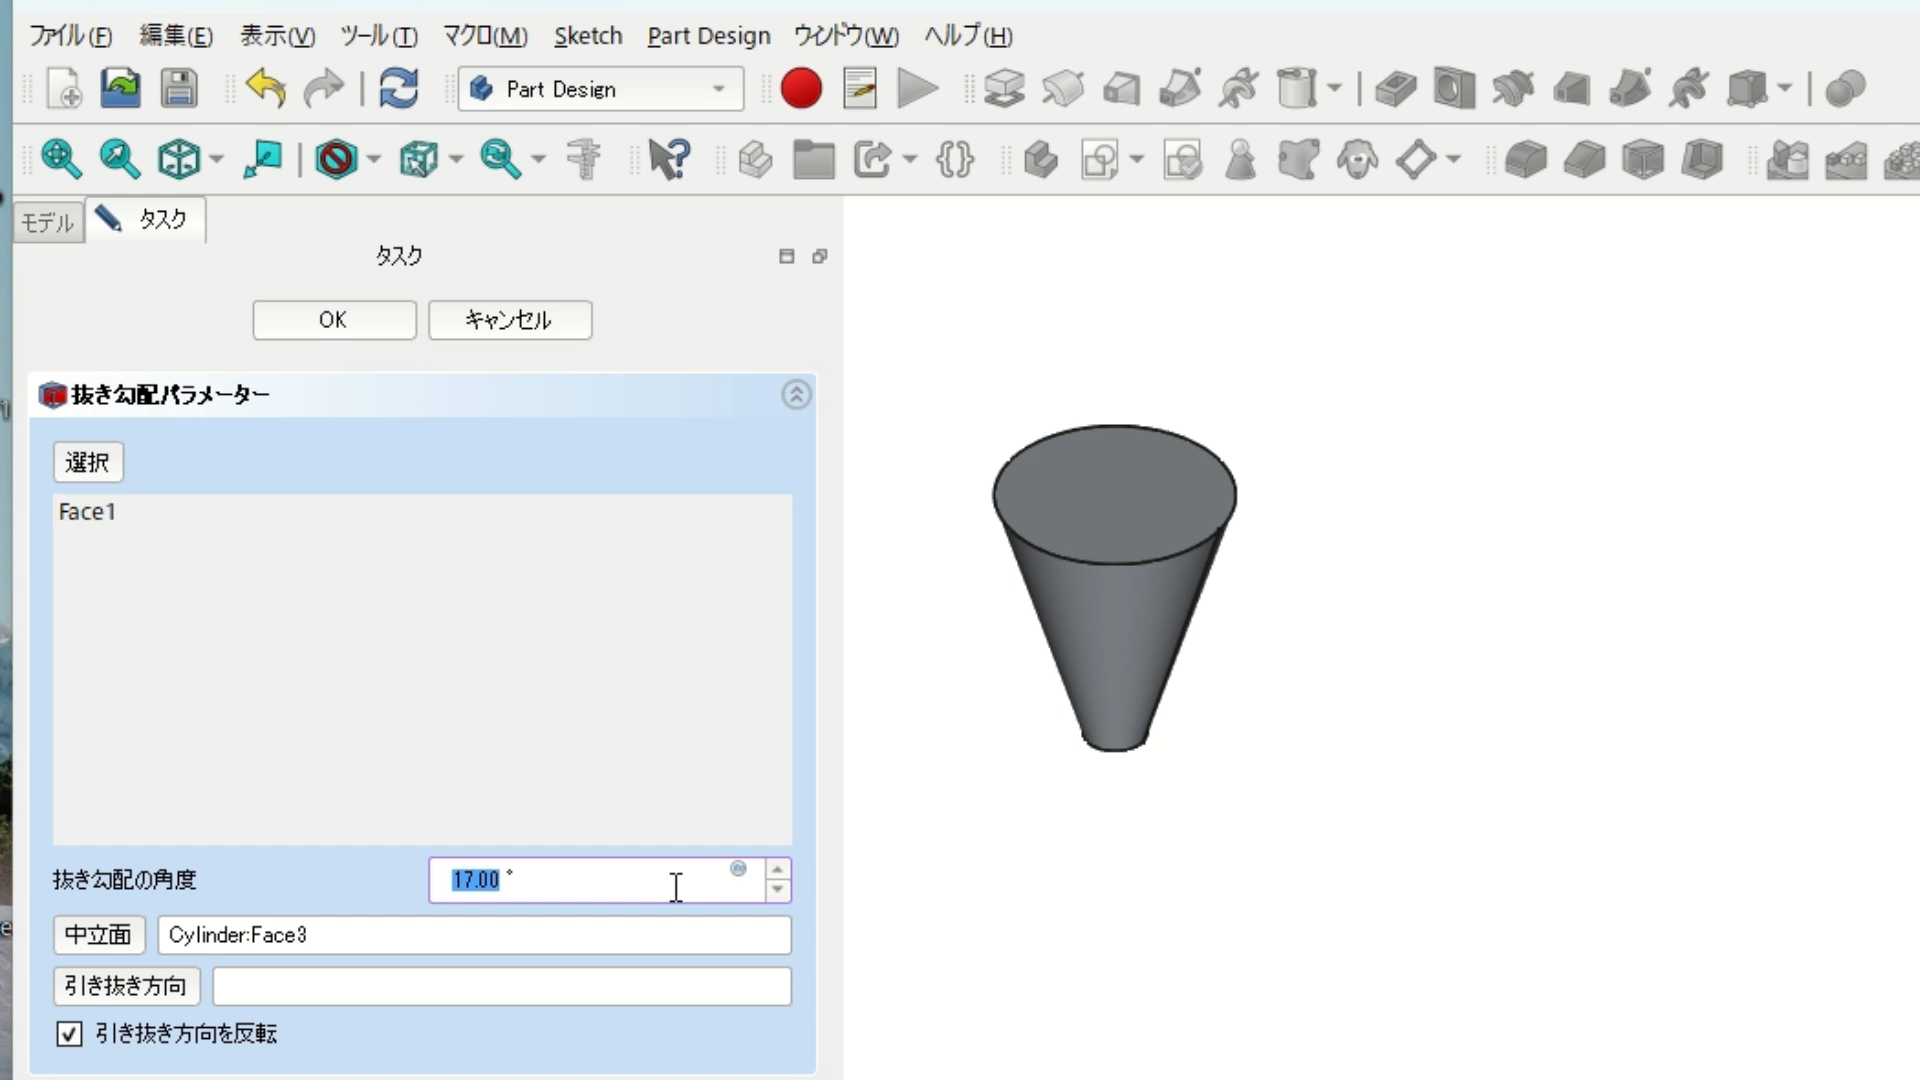 ファイル(F) 編集(E) 表示(V) ツール(T) マクロ(M) Sketch Part Design ウィンドウ(W) ヘルプ(H)
Part Design
モデル タスク
タスク
OK キャンセル
抜き勾配パラメーター
選択
Face1
抜き勾配の角度 17.00 °
中立面 Cylinder:Face3
引き抜き方向
引き抜き方向を反転